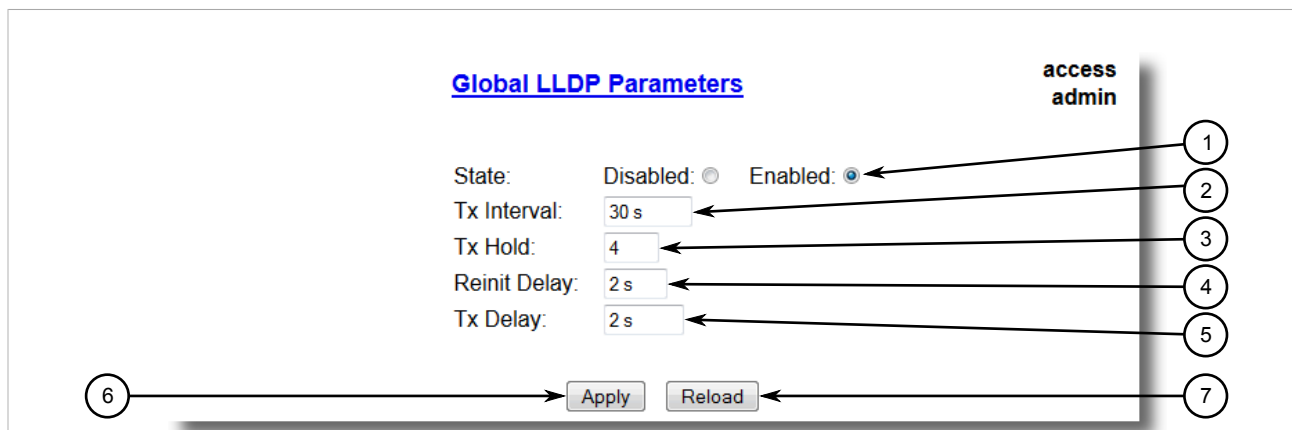 Global LLDP Parameters
access
admin
State: Disabled: Enabled:
Tx Interval: 30 s
Tx Hold: 4
Reinit Delay: 2 s
Tx Delay: 2 s
Apply Reload
1
2
3
4
5
6
7